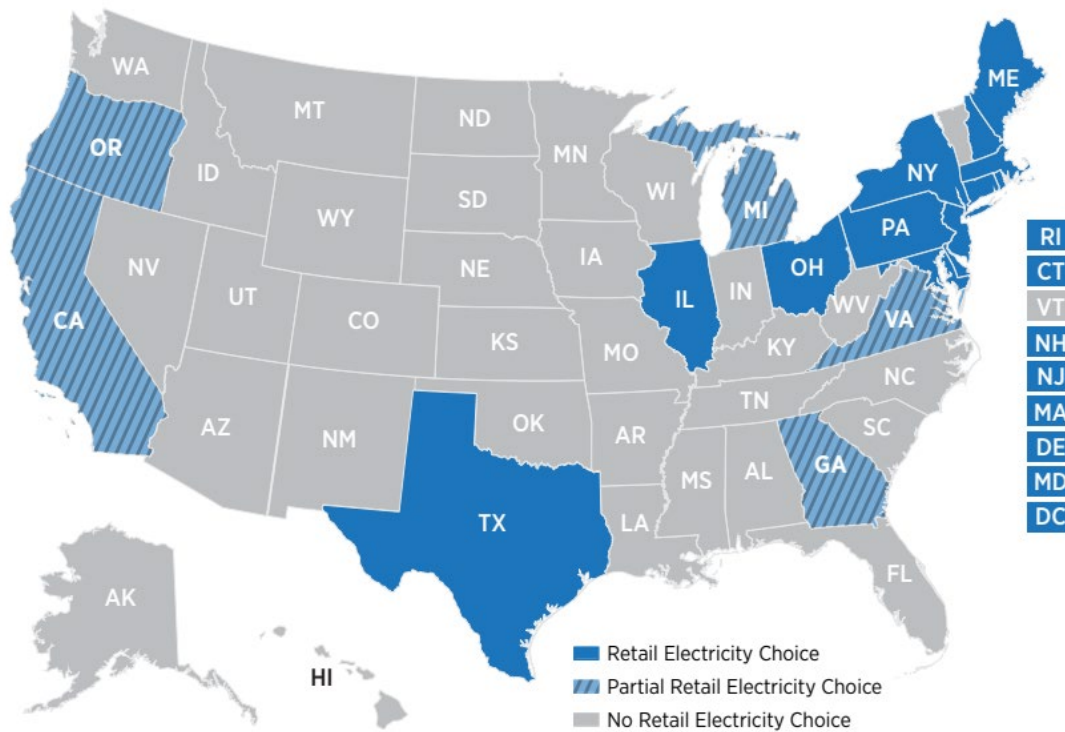 WA
MT
ND
MN
ME
OR
ID
SD
WI
MI
NY
WY
IA
PA
NV
NE
IL
IN
OH
RI
CT
VT
NH
NJ
MA
DE
MD
DC
UT
CO
CA
KS
MO
WV
VA
KY
NC
TN
SC
AZ
NM
OK
AR
MS
AL
GA
TX
LA
FL
AK
HI
Retail Electricity Choice
Partial Retail Electricity Choice
No Retail Electricity Choice